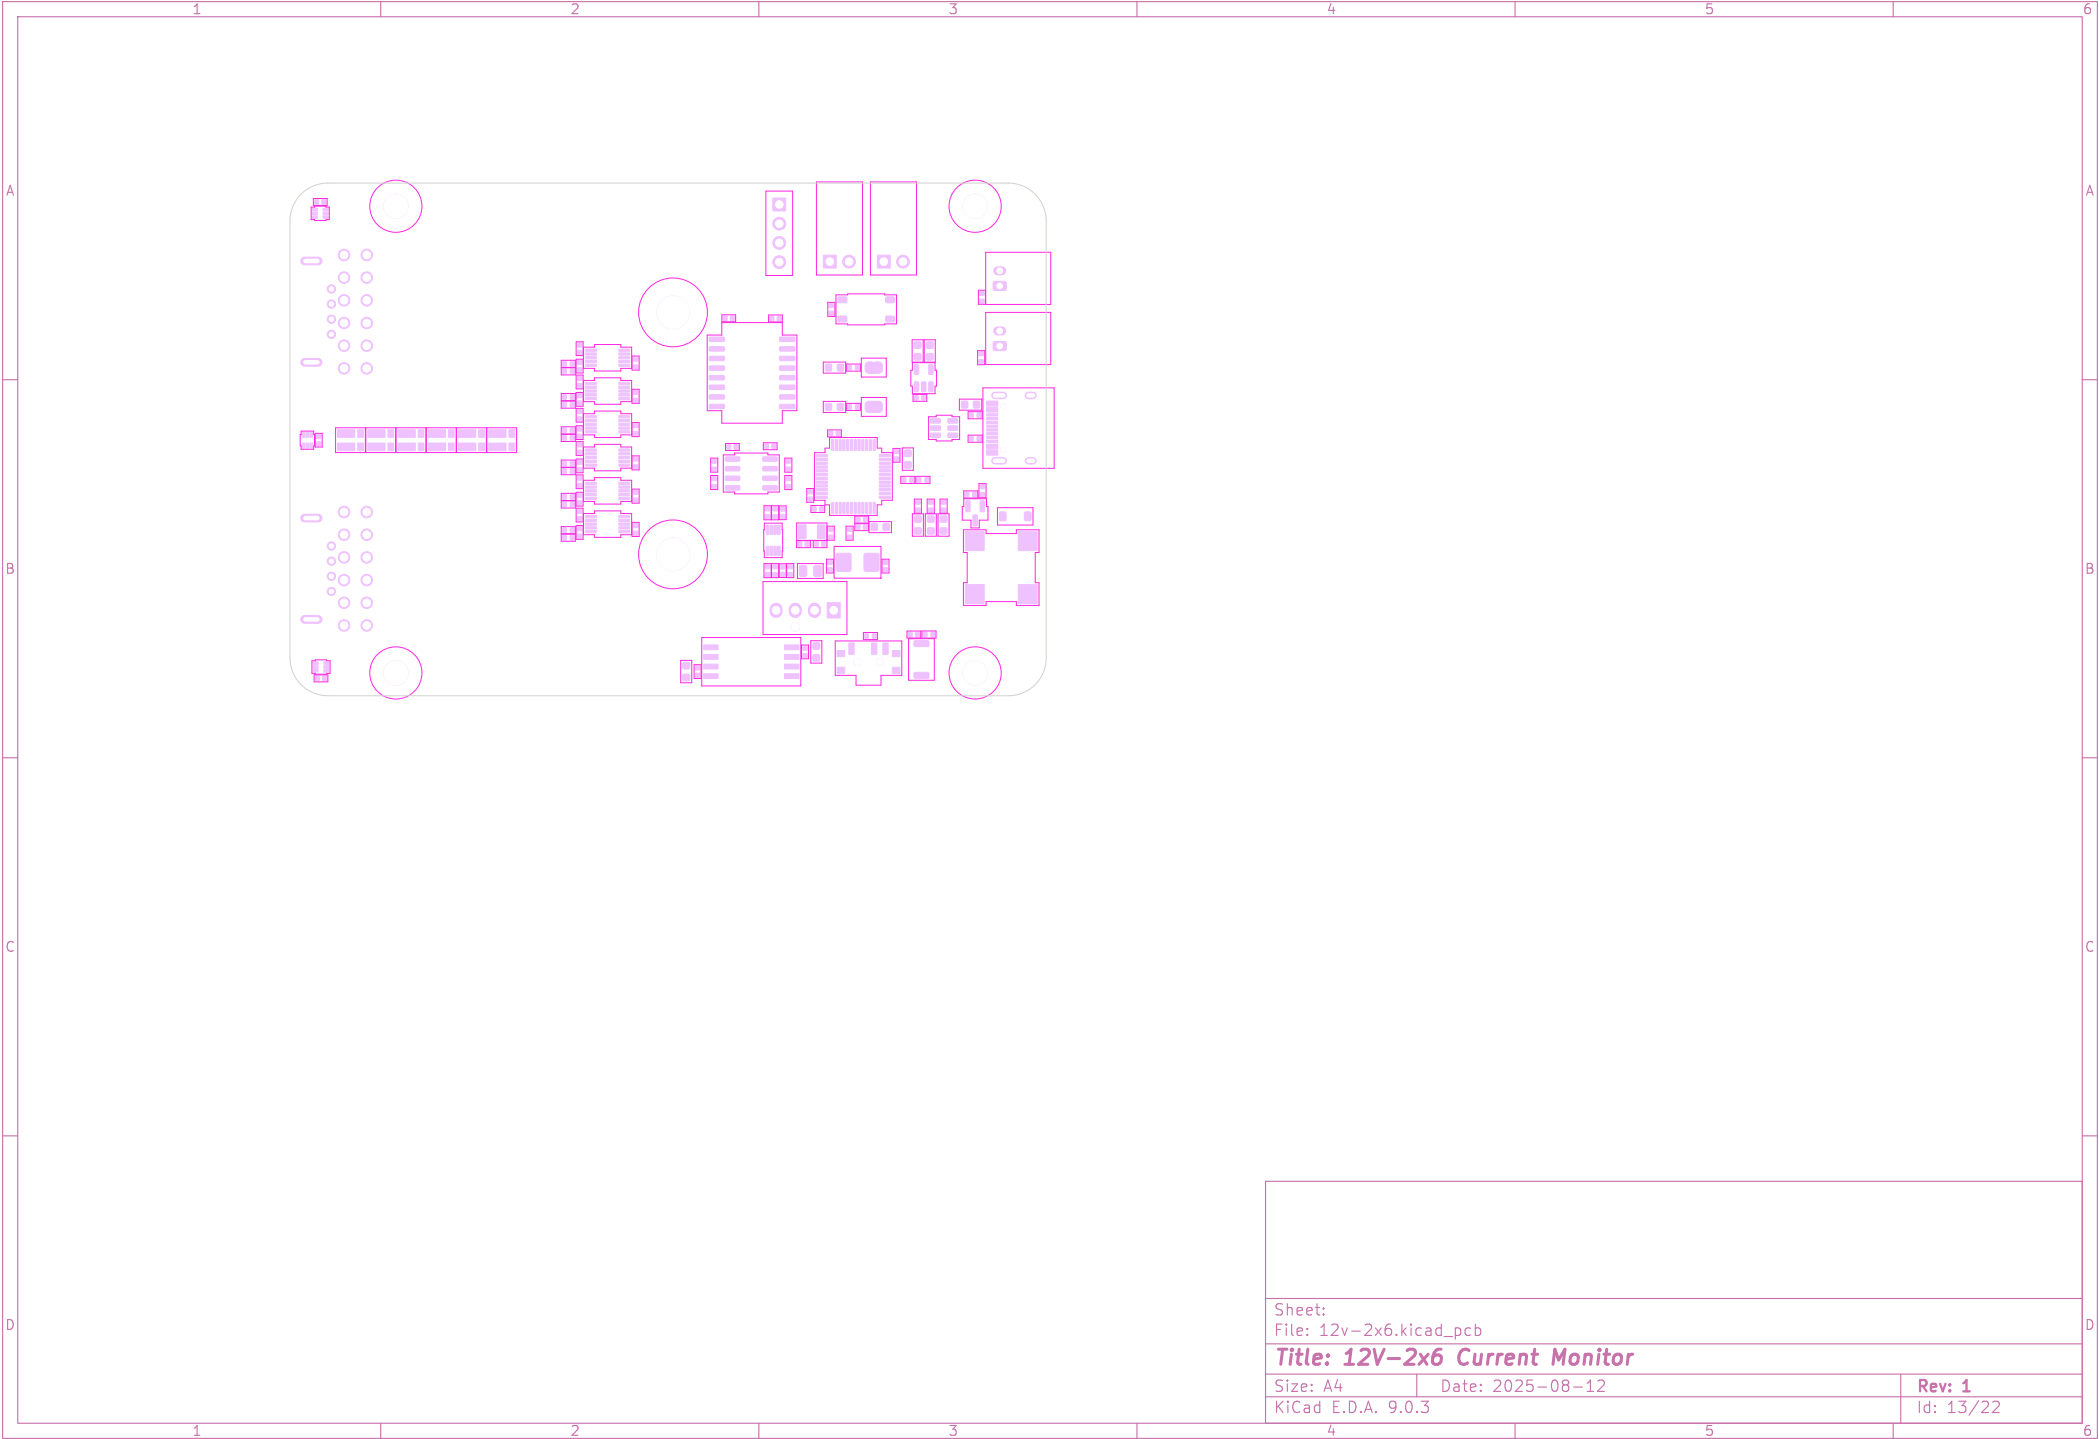 1 2 3 4 5 6
A A
B B
C C
D D
Sheet:
File: 12v-2x6.kicad_pcb
Title: 12V-2x6 Current Monitor
Size: A4 Date: 2025-08-12 Rev: 1
KiCad E.D.A. 9.0.3 Id: 13/22
1 2 3 4 5 6